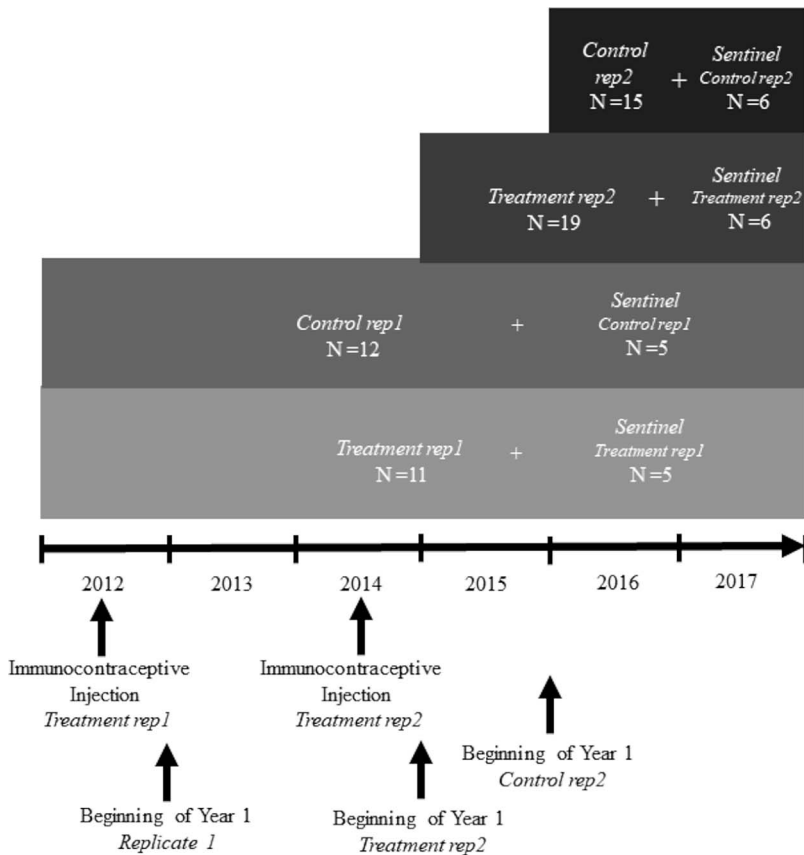 Control
rep2
N=15
+
Sentinel
Control rep2
N=6
Treatment rep2
N=19
+
Sentinel
Treatment rep2
N=6
Control rep1
N=12
+
Sentinel
Control rep1
N=5
Treatment rep1
N=11
+
Sentinel
Treatment rep1
N=5
2012 2013 2014 2015 2016 2017
Immunocontraceptive
Injection
Treatment rep1
Immunocontraceptive
Injection
Treatment rep2
Beginning of Year 1
Control rep2
Beginning of Year 1
Replicate 1
Beginning of Year 1
Treatment rep2